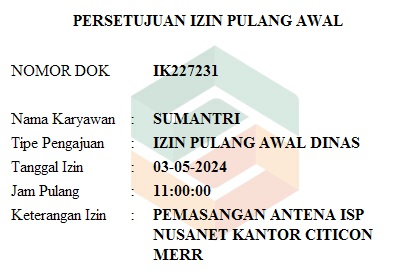 PERSETUJUAN IZIN PULANG AWAL
NOMOR DOK IK227231
Nama Karyawan : SUMANTRI
Tipe Pengajuan : IZIN PULANG AWAL DINAS
Tanggal Izin : 03-05-2024
Jam Pulang : 11:00:00
Keterangan Izin : PEMASANGAN ANTENA ISP
NUSANET KANTOR CITICON
MERR